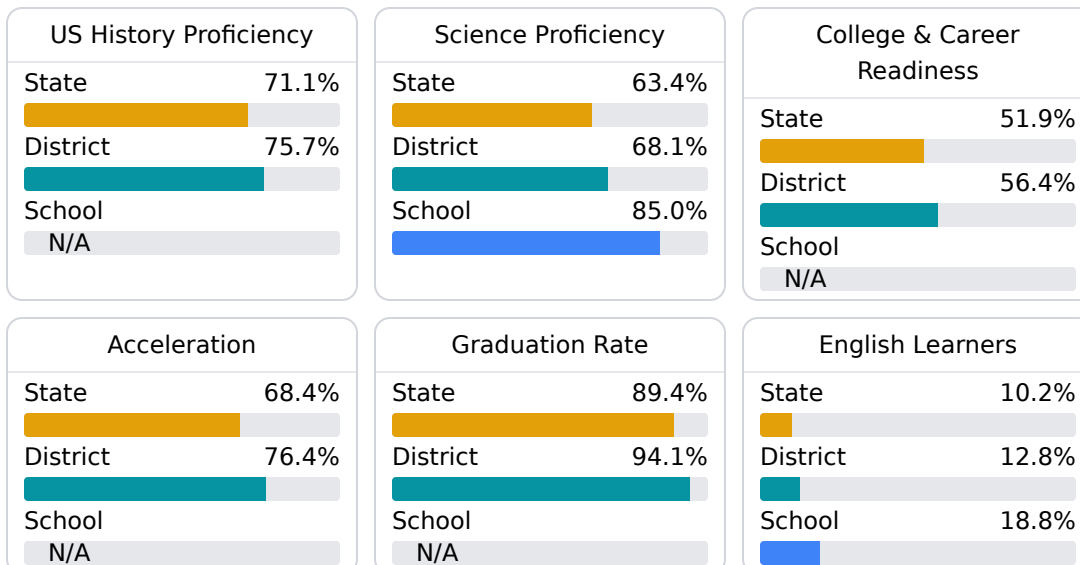 US History Proficiency
State 71.1%
District 75.7%
School
N/A
Science Proficiency
State 63.4%
District 68.1%
School 85.0%
College & Career
Readiness
State 51.9%
District 56.4%
School
N/A
Acceleration
State 68.4%
District 76.4%
School
N/A
Graduation Rate
State 89.4%
District 94.1%
School
N/A
English Learners
State 10.2%
District 12.8%
School 18.8%